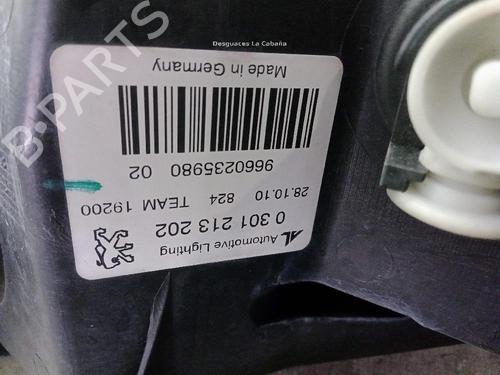 Desguaces La Cabaña
B-PARTS
AL Automotive Lighting
0 301 213 202
28.10.10 824 TEAM 19200
9660235980 02
Made in Germany